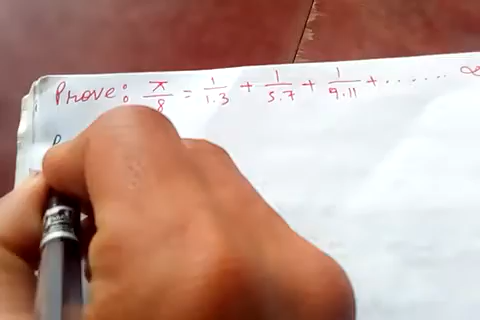 Prove: π/8 = 1/1.3 + 1/5.7 + 1/9.11 + ....... ∞